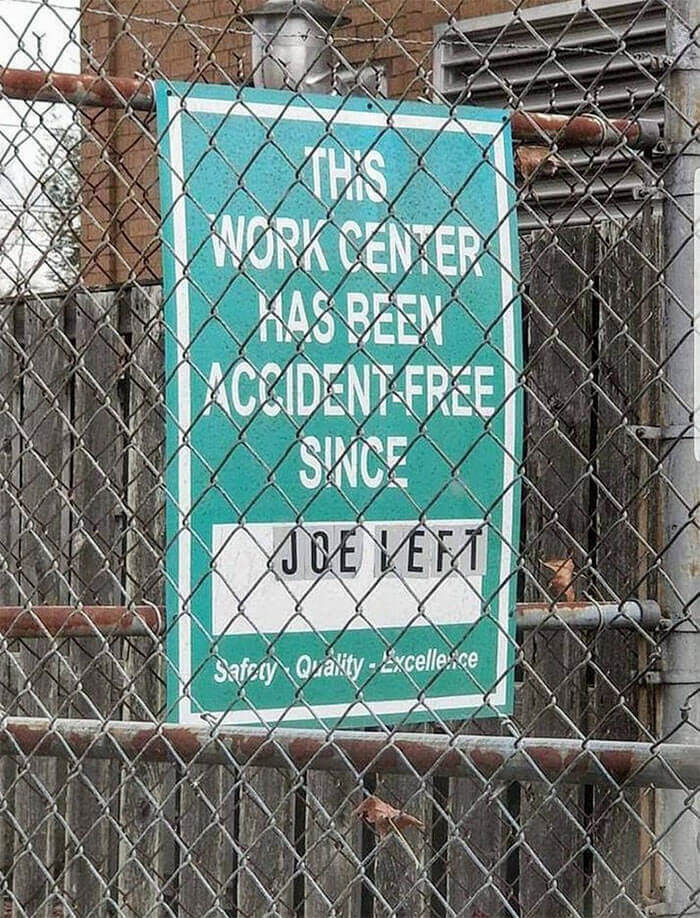 THIS
WORK CENTER
HAS BEEN
ACCIDENT-FREE
SINCE
JOE LEFT
Safety - Quality - Excellence